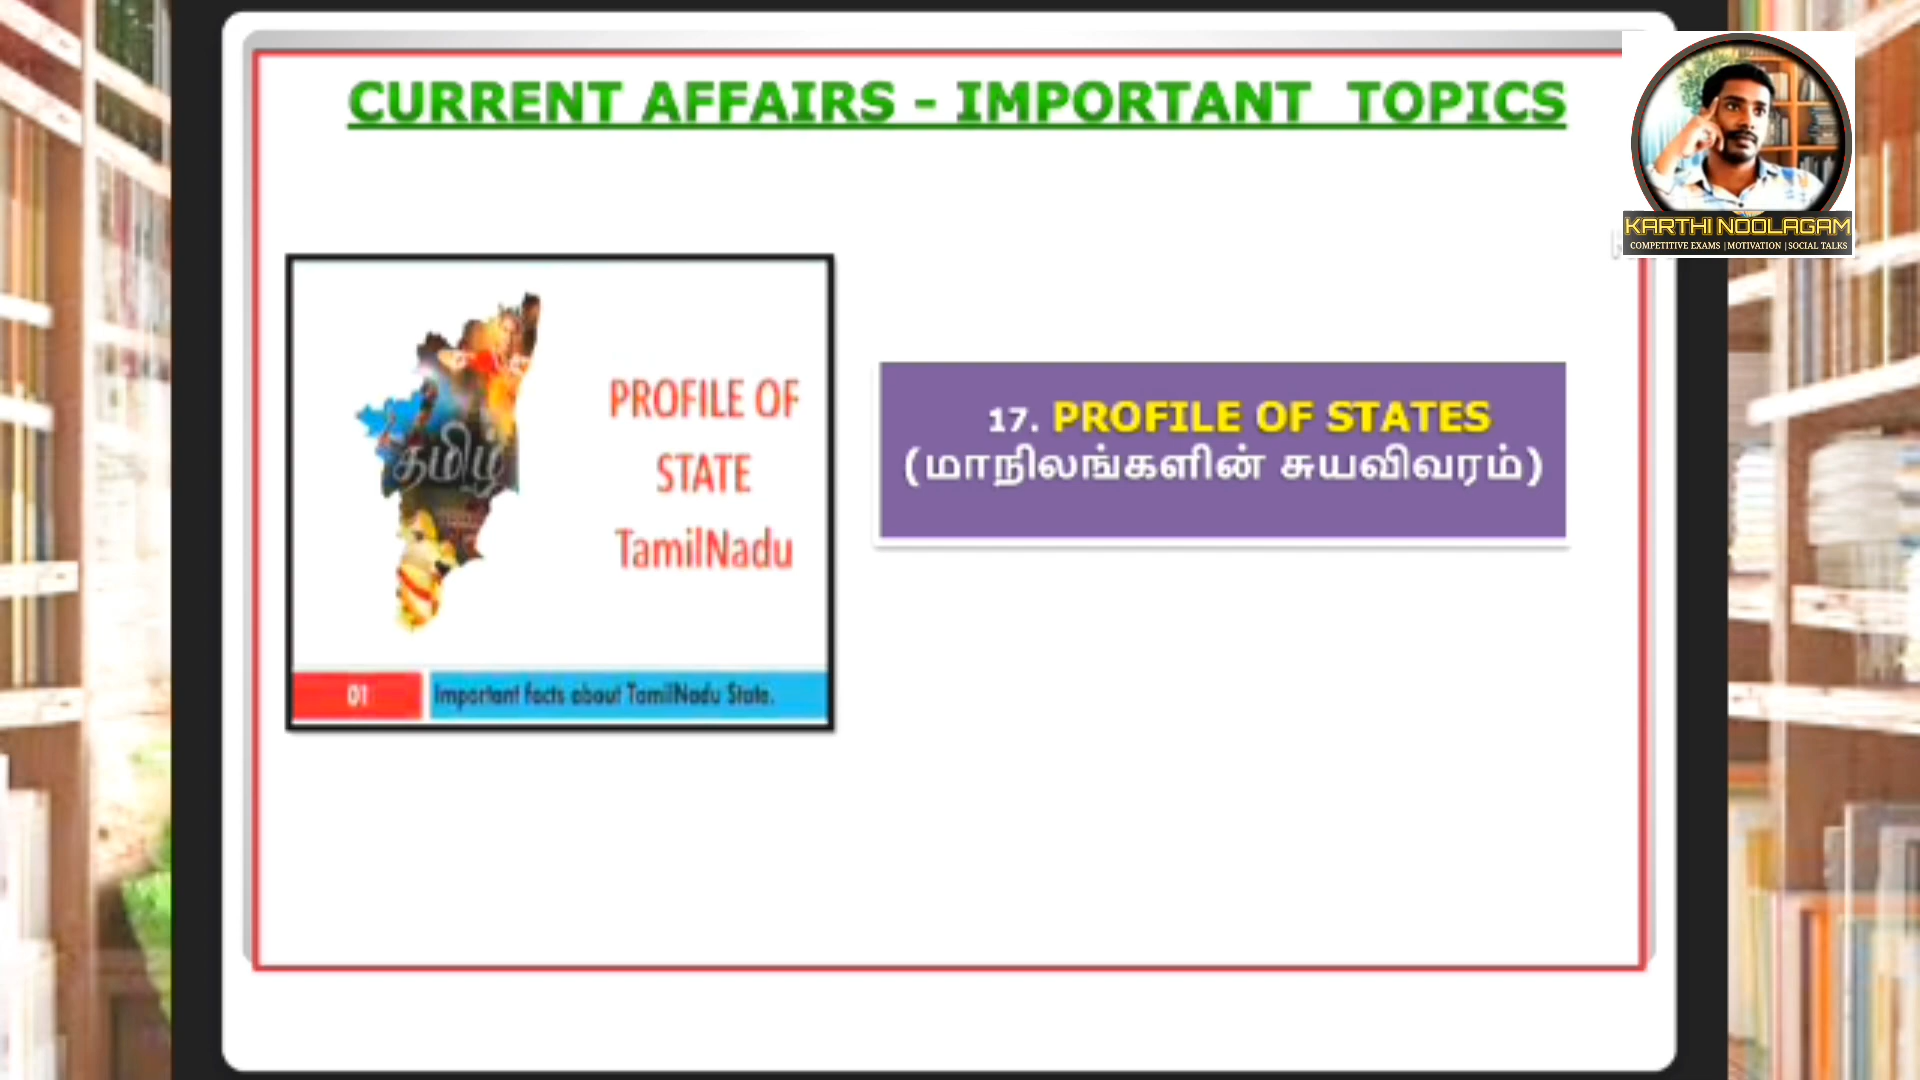 CURRENT AFFAIRS - IMPORTANT TOPICS
KARTHI NOOLAGAM
COMPETITIVE EXAMS | MOTIVATION | SOCIAL TALKS
தமிழ்
PROFILE OF
STATE
TamilNadu
01
Important facts about TamilNadu State.
17. PROFILE OF STATES
(மாநிலங்களின் சுயவிவரம்)